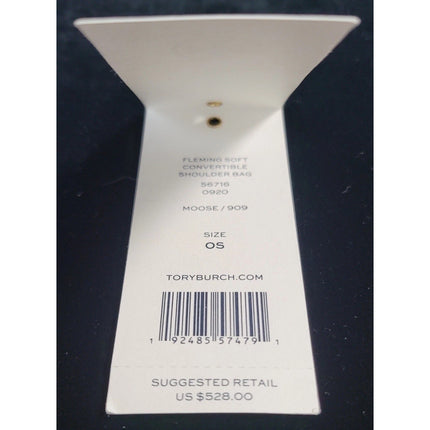 FLEMING SOFT
CONVERTIBLE
SHOULDER BAG
56716
0920
MOOSE / 909
SIZE
OS
TORYBURCH.COM
1 92485 57479 1
SUGGESTED RETAIL
US $528.00